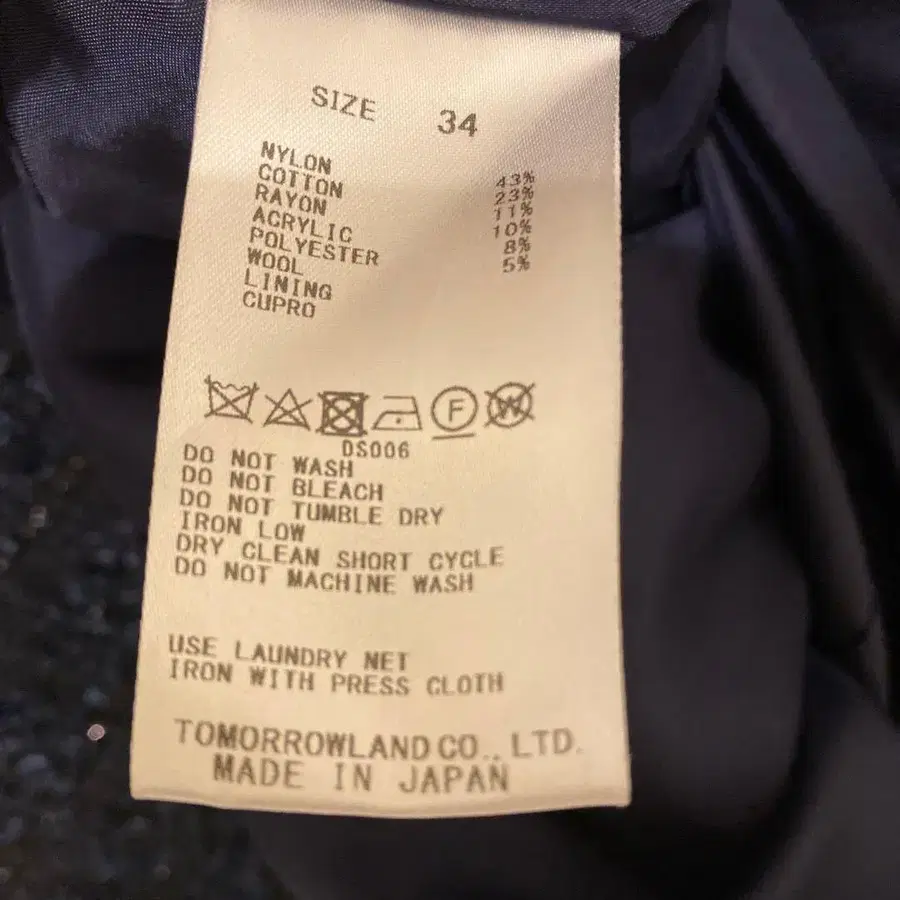 SIZE 34
NYLON 43%
COTTON 23%
RAYON 11%
ACRYLIC 10%
POLYESTER 8%
WOOL 5%
LINING
CUPRO
F W
DS006
DO NOT WASH
DO NOT BLEACH
DO NOT TUMBLE DRY
IRON LOW
DRY CLEAN SHORT CYCLE
DO NOT MACHINE WASH
USE LAUNDRY NET
IRON WITH PRESS CLOTH
TOMORROWLAND CO., LTD.
MADE IN JAPAN